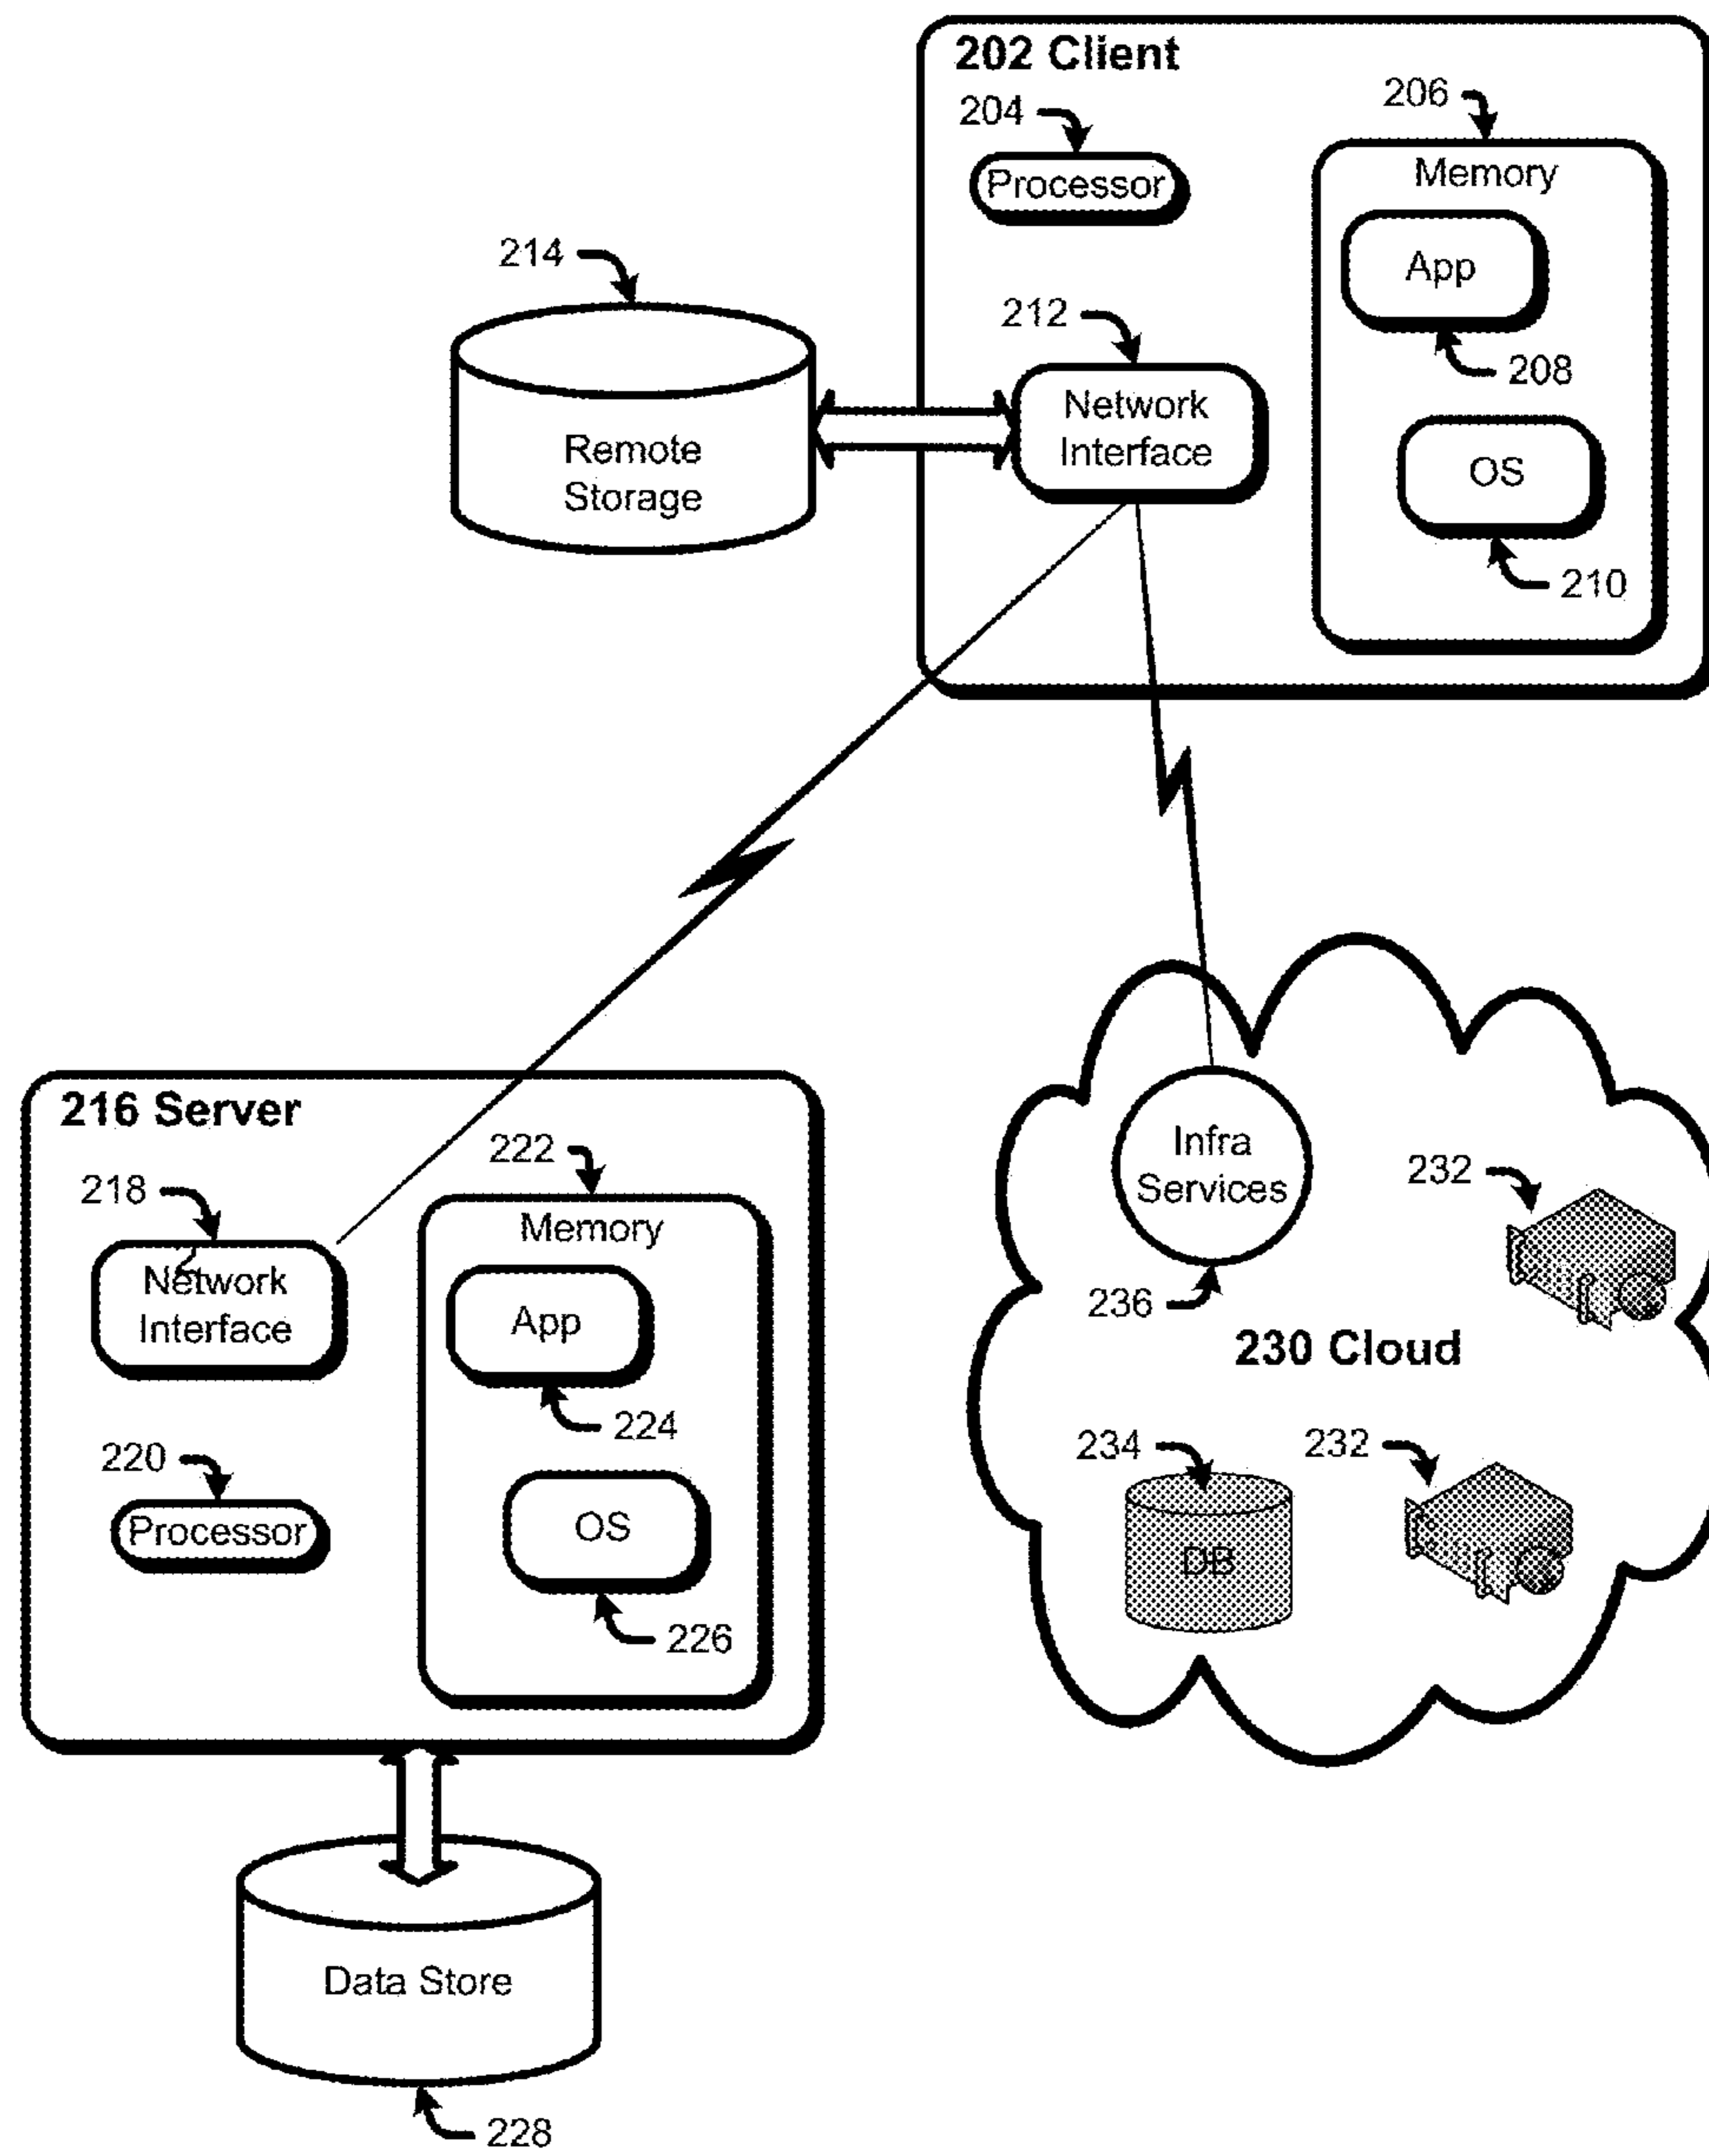 202 Client
204
206
Processor
Memory
App
208
214
212
Network
Interface
Remote
Storage
OS
210
216 Server
218
222
Network
Interface
Memory
App
224
220
Processor
OS
226
Infra
Services
232
236
230 Cloud
234
232
DB
Data Store
228